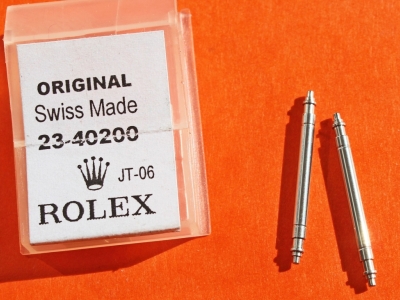 ORIGINAL
Swiss Made
23-40200
JT-06
ROLEX